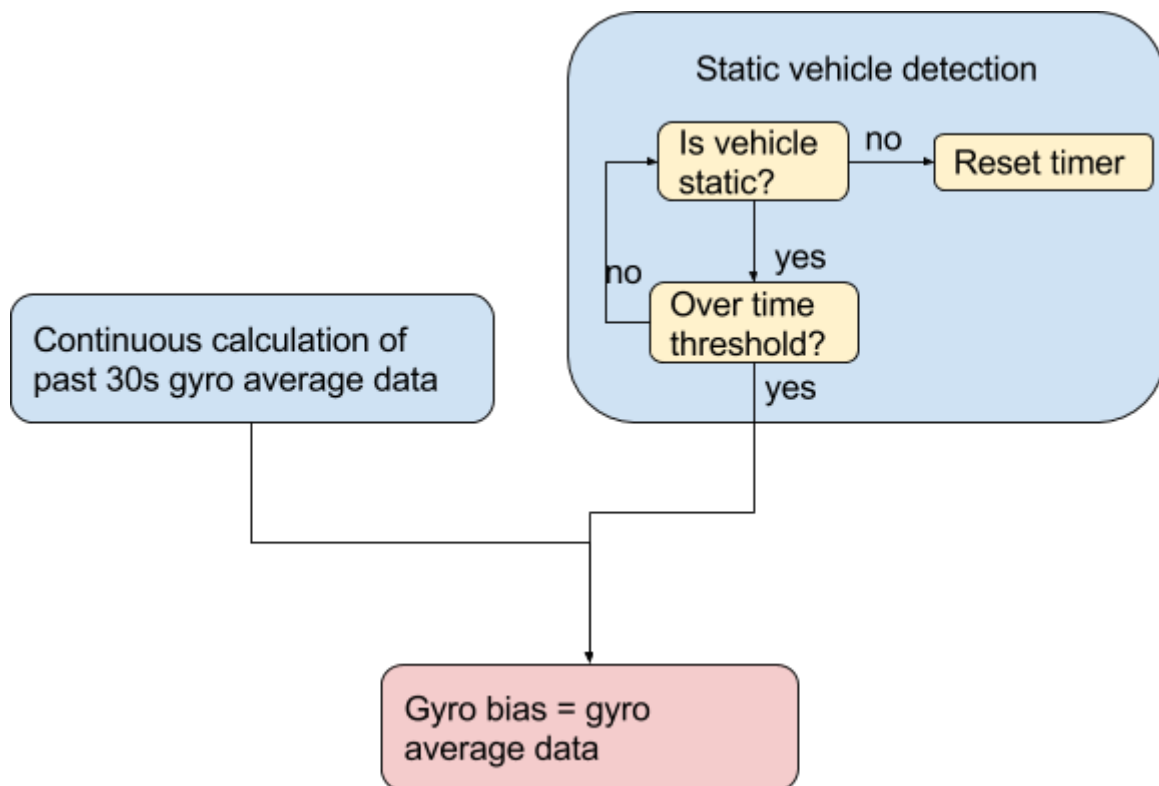 Static vehicle detection
Is vehicle
static?
no
Reset timer
yes
no
Over time
threshold?
yes
Continuous calculation of
past 30s gyro average data
Gyro bias = gyro
average data